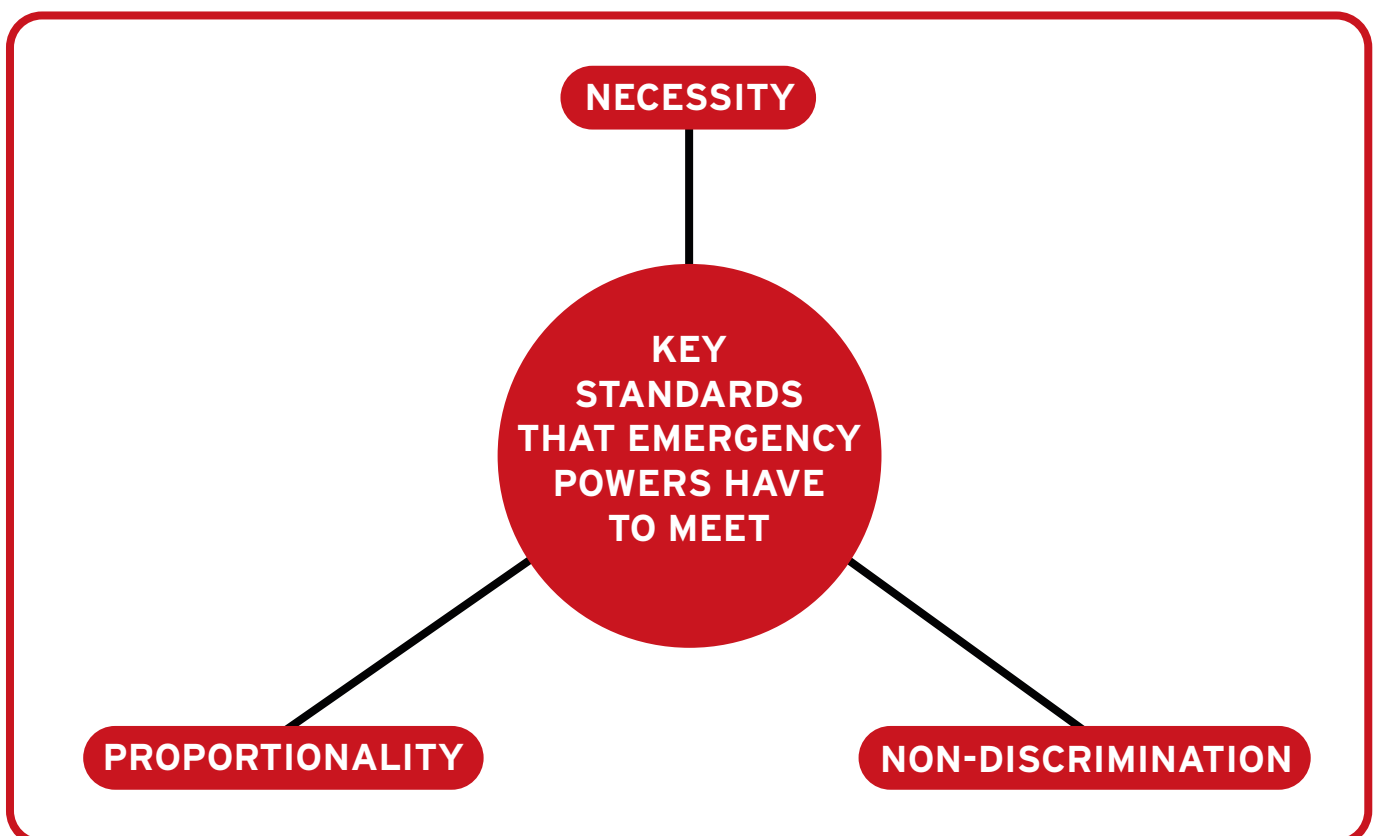 NECESSITY
KEY
STANDARDS
THAT EMERGENCY
POWERS HAVE
TO MEET
PROPORTIONALITY
NON-DISCRIMINATION